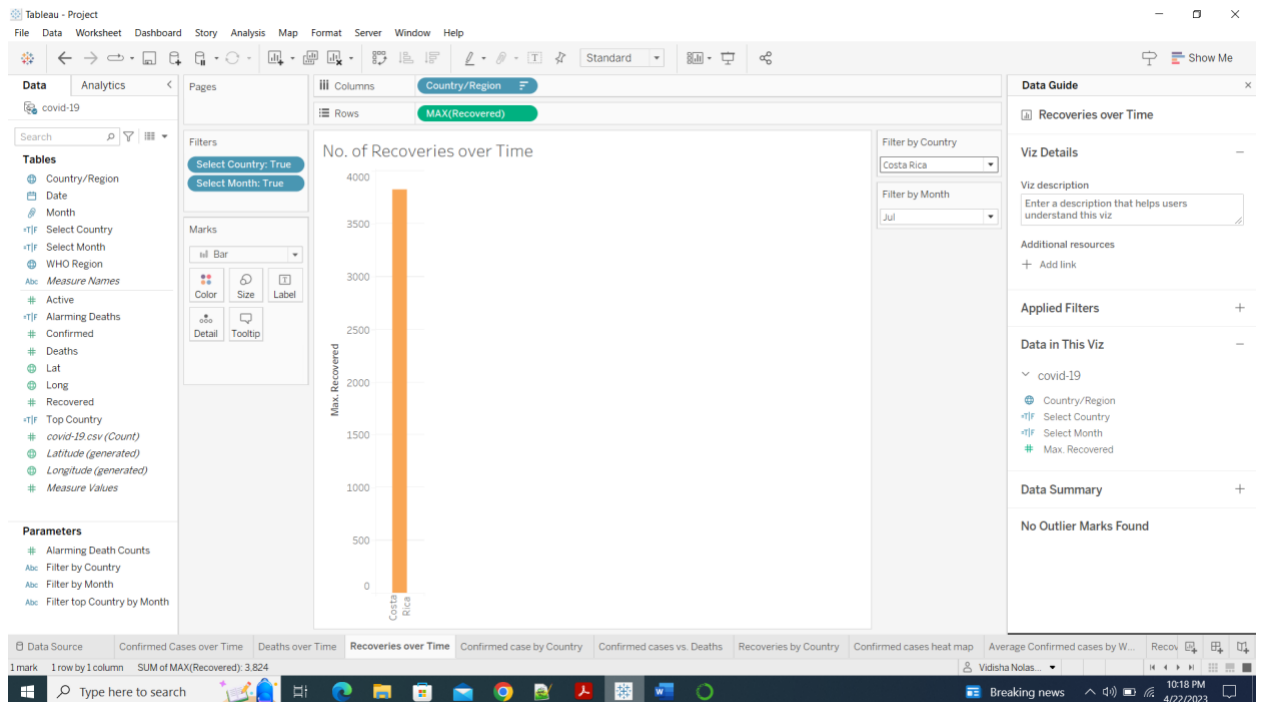 Tableau - Project
File Data Worksheet Dashboard Story Analysis Map Format Server Window Help
Standard
Show Me
Data Analytics
covid-19
Search
Tables
Country/Region
Date
Month
=T|F Select Country
=T|F Select Month
WHO Region
Abc Measure Names
# Active
=T|F Alarming Deaths
# Confirmed
# Deaths
Lat
Long
# Recovered
=T|F Top Country
# covid-19.csv (Count)
Latitude (generated)
Longitude (generated)
# Measure Values
Parameters
# Alarming Death Counts
Abc Filter by Country
Abc Filter by Month
Abc Filter top Country by Month
Pages
Filters
Select Country: True
Select Month: True
Marks
Bar
Color Size Label
Detail Tooltip
Columns Country/Region
Rows MAX(Recovered)
No. of Recoveries over Time
Max. Recovered
4000
3500
3000
2500
2000
1500
1000
500
0
Costa
Rica
Filter by Country
Costa Rica
Filter by Month
Jul
Data Guide
Recoveries over Time
Viz Details
Viz description
Enter a description that helps users
understand this viz
Additional resources
+ Add link
Applied Filters
Data in This Viz
covid-19
Country/Region
=T|F Select Country
=T|F Select Month
# Max. Recovered
Data Summary
No Outlier Marks Found
Data Source Confirmed Cases over Time Deaths over Time Recoveries over Time Confirmed case by Country Confirmed cases vs. Deaths Recoveries by Country Confirmed cases heat map Average Confirmed cases by W... Recov
1 mark 1 row by 1 column SUM of MAX(Recovered): 3,824
Vidisha Nolas...
Type here to search
Breaking news
10:18 PM
4/22/2023